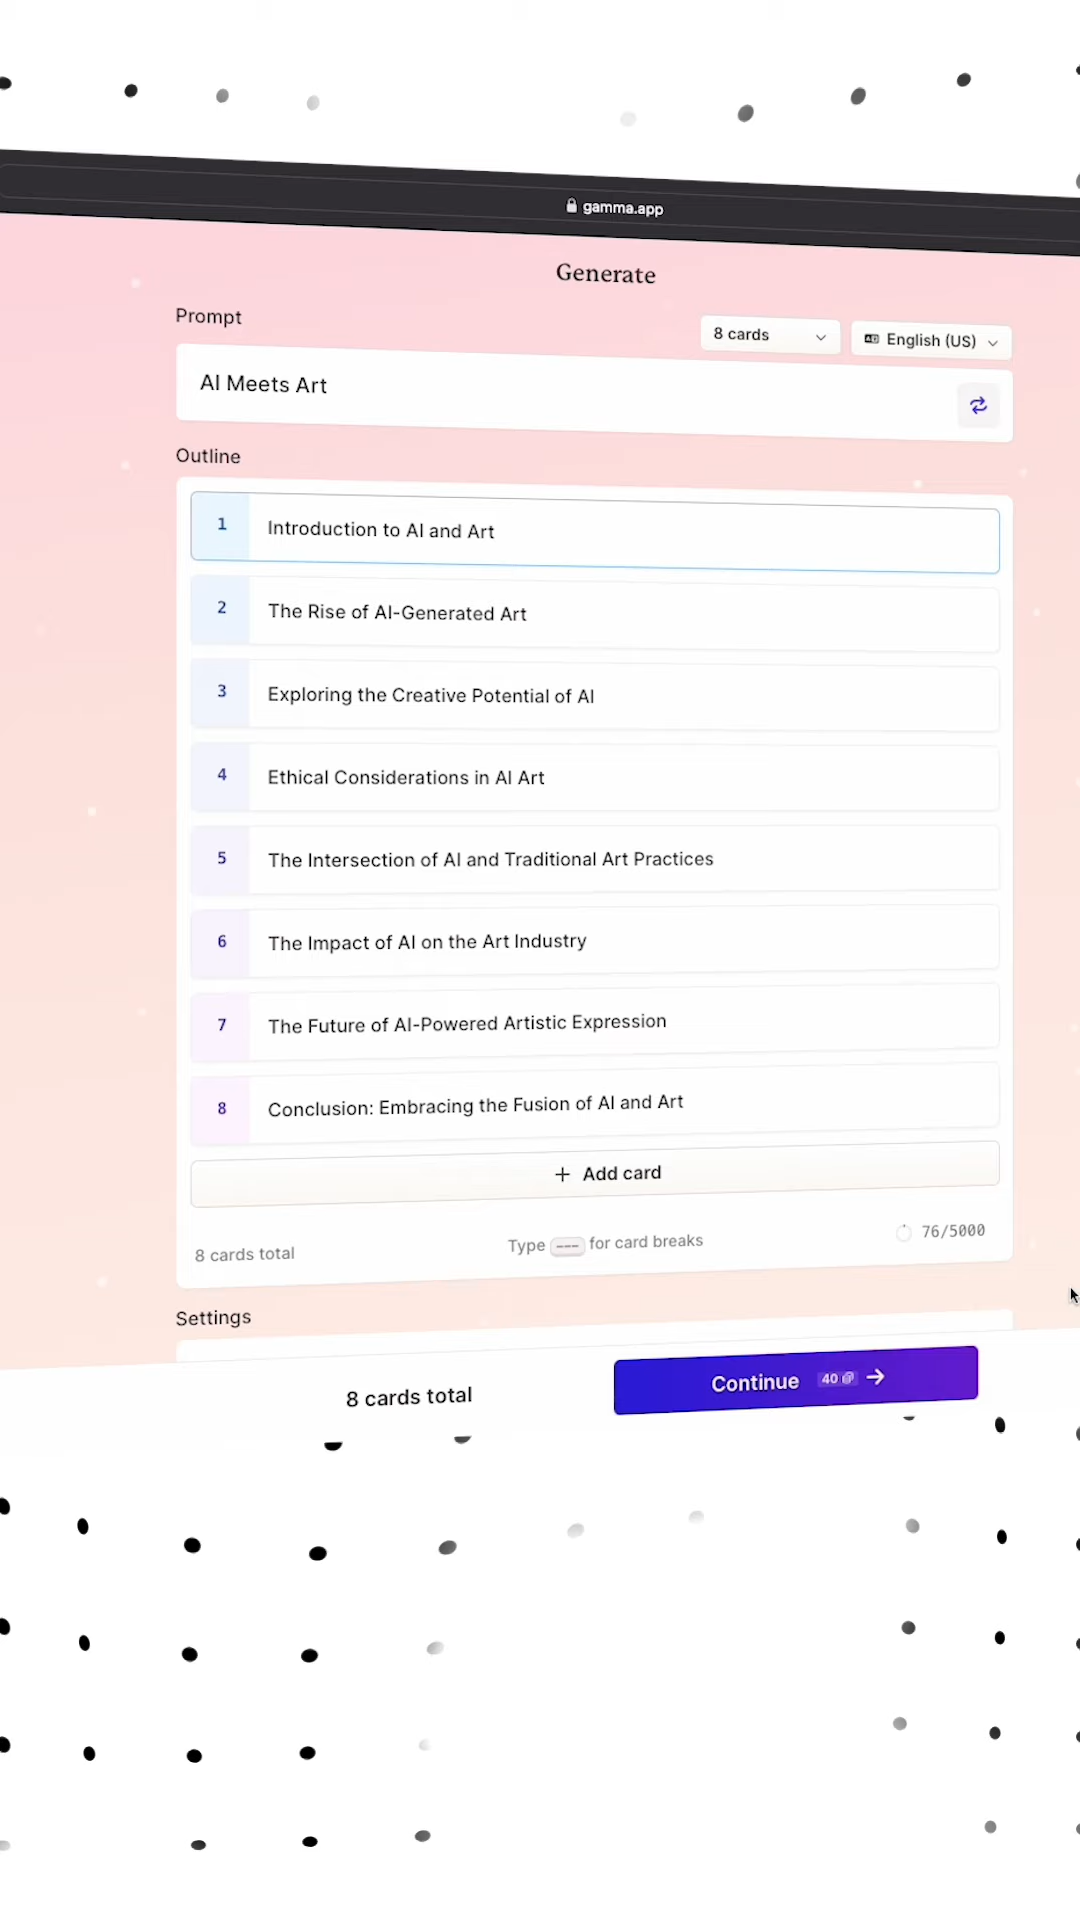 gamma.app
Generate
Prompt
8 cards
English (US)
AI Meets Art
Outline
1 Introduction to AI and Art
2 The Rise of AI-Generated Art
3 Exploring the Creative Potential of AI
4 Ethical Considerations in AI Art
5 The Intersection of AI and Traditional Art Practices
6 The Impact of AI on the Art Industry
7 The Future of AI-Powered Artistic Expression
8 Conclusion: Embracing the Fusion of AI and Art
+ Add card
8 cards total
Type --- for card breaks
76/5000
Settings
8 cards total
Continue 40 →